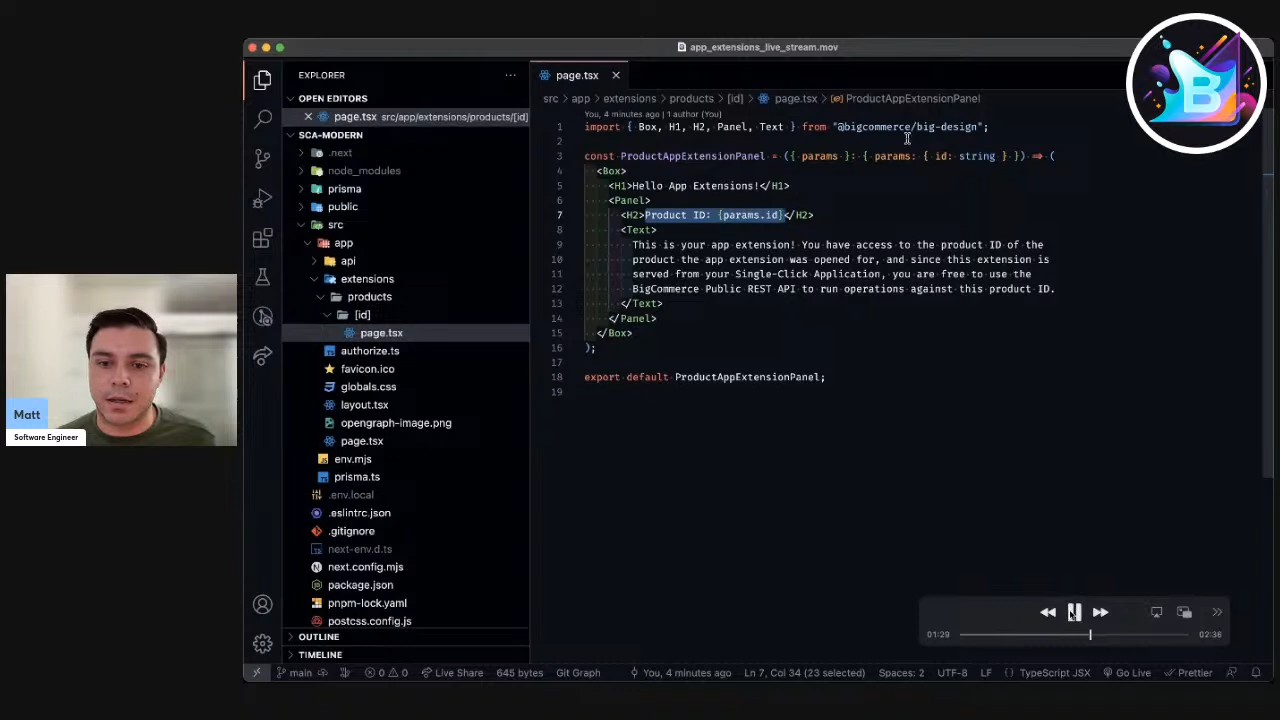 app_extensions_live_stream.mov
B
EXPLORER
OPEN EDITORS
page.tsx src/app/extensions/products/[id]
SCA-MODERN
.next
node_modules
prisma
public
src
app
api
extensions
products
[id]
page.tsx
authorize.ts
favicon.ico
globals.css
layout.tsx
opengraph-image.png
page.tsx
env.mjs
prisma.ts
.env.local
.eslintrc.json
.gitignore
next-env.d.ts
next.config.mjs
package.json
pnpm-lock.yaml
postcss.config.js
OUTLINE
TIMELINE
page.tsx
src > app > extensions > products > [id] > page.tsx > ProductAppExtensionPanel
You, 4 minutes ago | 1 author (You)
1 import { Box, H1, H2, Panel, Text } from "@bigcommerce/big-design";
2
3 const ProductAppExtensionPanel = ({ params }: { params: { id: string } }) => (
4 <Box>
5 <H1>Hello App Extensions!</H1>
6 <Panel>
7 <H2>Product ID: {params.id}</H2>
8 <Text>
9 This is your app extension! You have access to the product ID of the
10 product the app extension was opened for, and since this extension is
11 served from your Single-Click Application, you are free to use the
12 BigCommerce Public REST API to run operations against this product ID.
13 </Text>
14 </Panel>
15 </Box>
16 );
17
18 export default ProductAppExtensionPanel;
19
Matt
Software Engineer
01:29
02:36
main
0 0
Live Share
645 bytes
Git Graph
You, 4 minutes ago
Ln 7, Col 34 (23 selected)
Spaces: 2
UTF-8
LF
{} TypeScript JSX
Go Live
Prettier